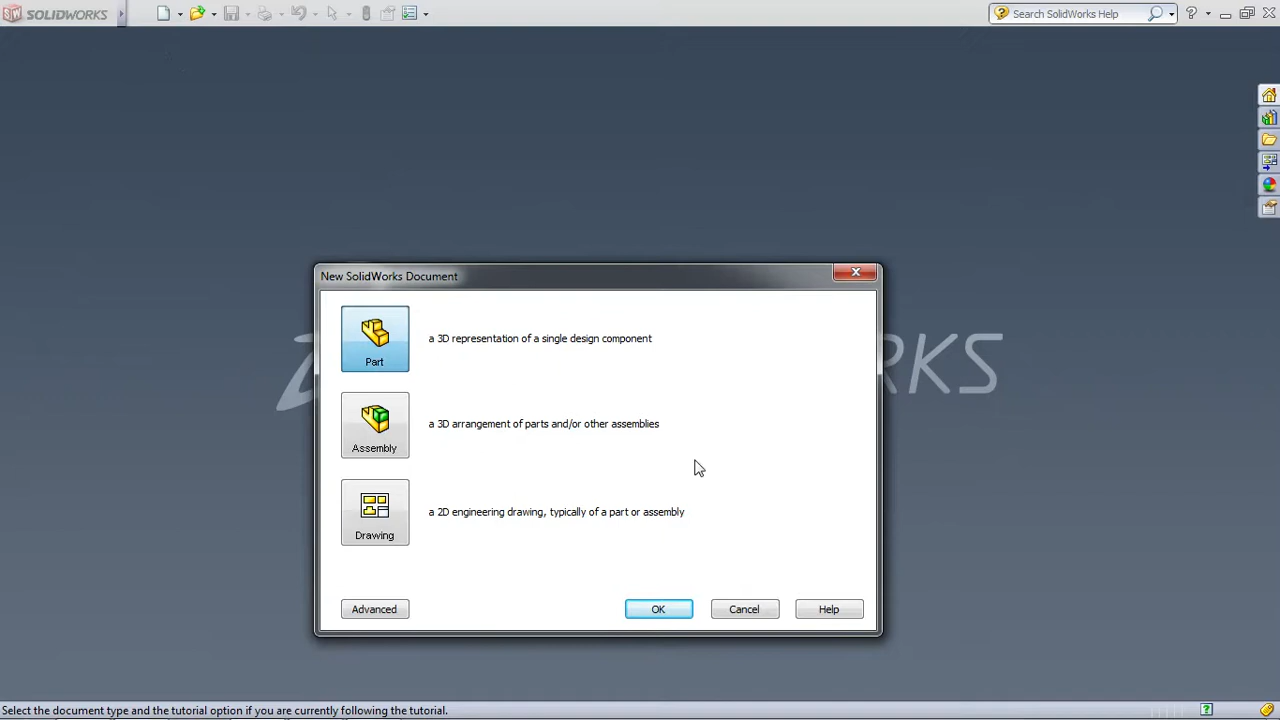 SOLIDWORKS
Search SolidWorks Help
New SolidWorks Document
Part
a 3D representation of a single design component
Assembly
a 3D arrangement of parts and/or other assemblies
RKS
Drawing
a 2D engineering drawing, typically of a part or assembly
Advanced
OK
Cancel
Help
Select the document type and the tutorial option if you are currently following the tutorial.